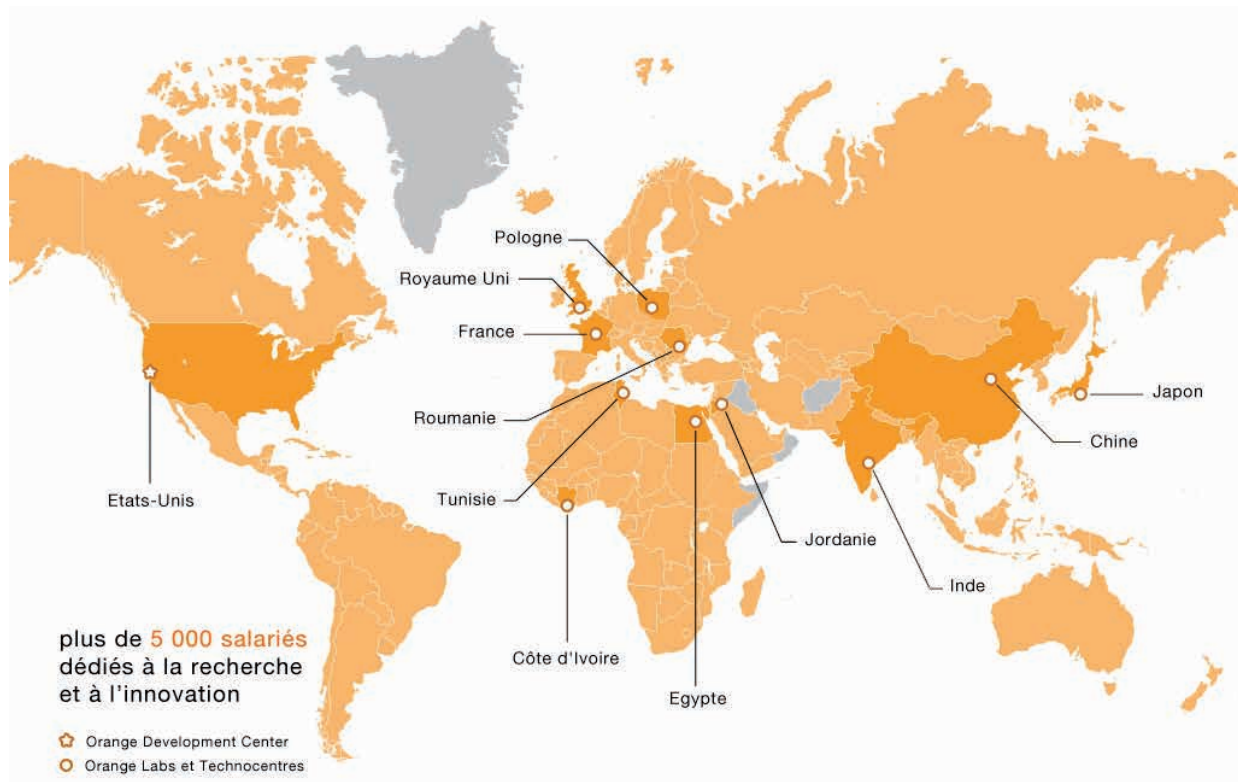 Pologne
Royaume Uni
France
Roumanie
Tunisie
Etats-Unis
Japon
Chine
Jordanie
Inde
Côte d'Ivoire
Egypte
plus de 5 000 salariés
dédiés à la recherche
et à l'innovation
Orange Development Center
Orange Labs et Technocentres